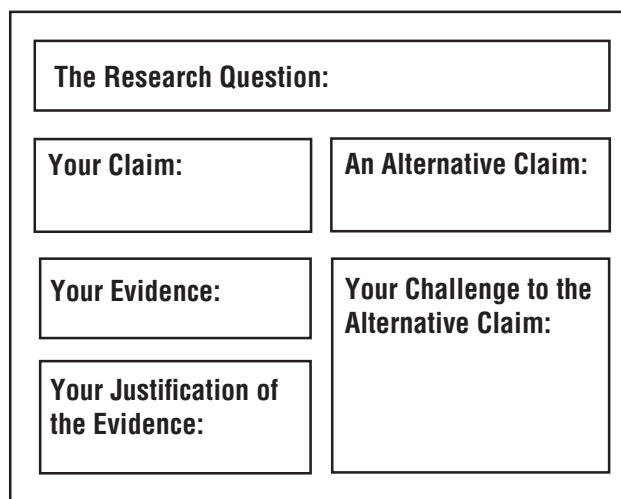 The Research Question:
Your Claim:
An Alternative Claim:
Your Evidence:
Your Justification of
the Evidence:
Your Challenge to the
Alternative Claim: